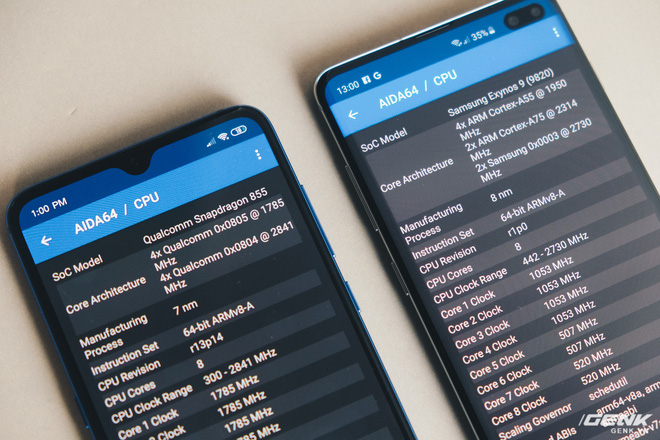 1:00 PM
AIDA64 / CPU
SoC Model Qualcomm Snapdragon 855
Core Architecture 4x Qualcomm 0x0805 @ 1785
MHz
4x Qualcomm 0x0804 @ 2841
MHz
Manufacturing
Process 7 nm
Instruction Set 64-bit ARMv8-A
CPU Revision r13p14
CPU Cores 8
CPU Clock Range 300 - 2841 MHz
Core 1 Clock 1785 MHz
1785 MHz
1785 MHz
13:00 G 35%
AIDA64 / CPU
SoC Model Samsung Exynos 9 (9820)
Core Architecture 4x ARM Cortex-A55 @ 1950
MHz
2x ARM Cortex-A75 @ 2314
MHz
2x Samsung 0x0003 @ 2730
MHz
Manufacturing
Process 8 nm
Instruction Set 64-bit ARMv8-A
CPU Revision r1p0
CPU Cores 8
CPU Clock Range 442 - 2730 MHz
Core 1 Clock 1053 MHz
Core 2 Clock 1053 MHz
Core 3 Clock 1053 MHz
Core 4 Clock 1053 MHz
Core 5 Clock 507 MHz
Core 6 Clock 507 MHz
Core 7 Clock 520 MHz
Core 8 Clock 520 MHz
Scaling Governor schedutil
ABIs arm64-v8a,
GENK
GENK.VN